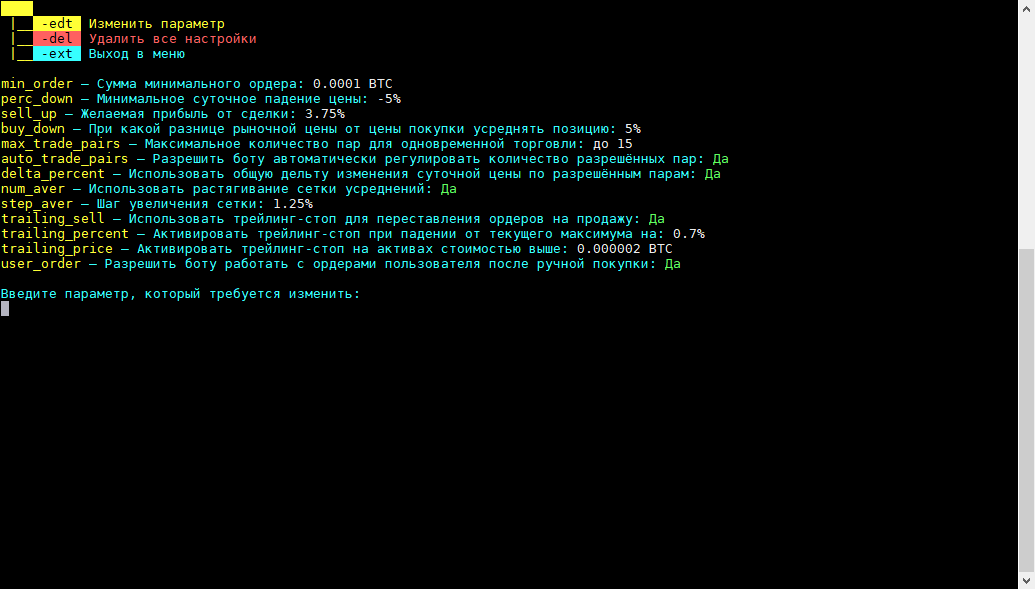 |__ -edt Изменить параметр
|__ -del Удалить все настройки
|__ -ext Выход в меню
min_order – Сумма минимального ордера: 0.0001 BTC
perc_down – Минимальное суточное падение цены: -5%
sell_up – Желаемая прибыль от сделки: 3.75%
buy_down – При какой разнице рыночной цены от цены покупки усреднять позицию: 5%
max_trade_pairs – Максимальное количество пар для одновременной торговли: до 15
auto_trade_pairs – Разрешить боту автоматически регулировать количество разрешённых пар: Да
delta_percent – Использовать общую дельту изменения суточной цены по разрешённым парам: Да
num_aver – Использовать растягивание сетки усреднений: Да
step_aver – Шаг увеличения сетки: 1.25%
trailing_sell – Использовать трейлинг-стоп для переставления ордеров на продажу: Да
trailing_percent – Активировать трейлинг-стоп при падении от текущего максимума на: 0.7%
trailing_price – Активировать трейлинг-стоп на активах стоимостью выше: 0.000002 BTC
user_order – Разрешить боту работать с ордерами пользователя после ручной покупки: Да
Введите параметр, который требуется изменить: